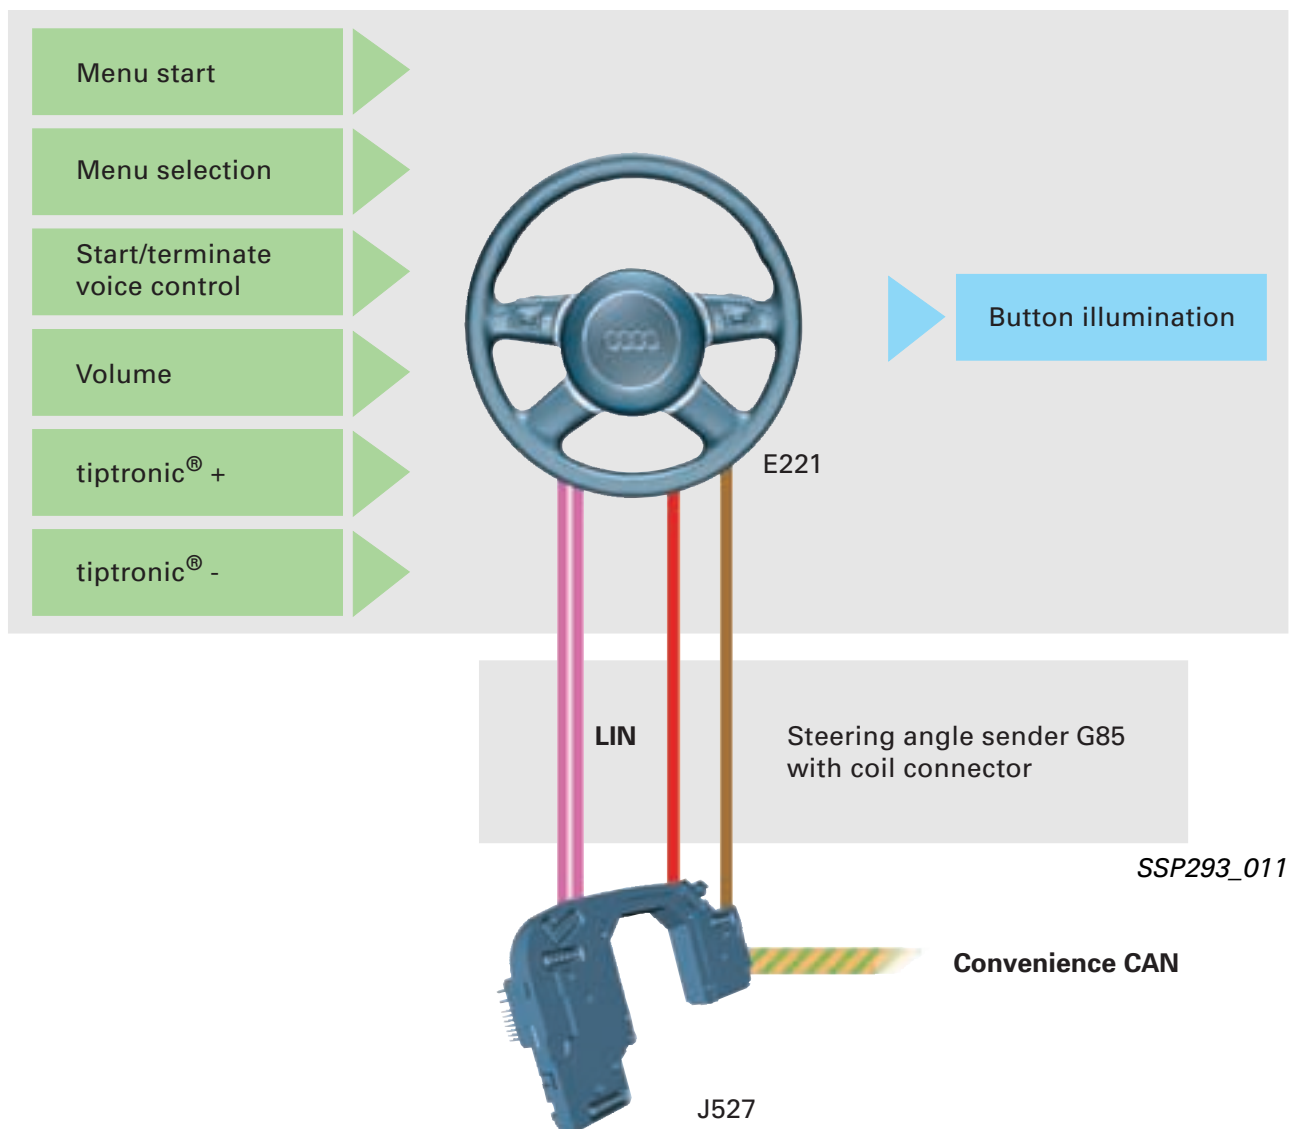 Menu start
Menu selection
Start/terminate
voice control
Volume
tiptronic® +
tiptronic® -
Button illumination
E221
LIN
Steering angle sender G85
with coil connector
SSP293_011
Convenience CAN
J527